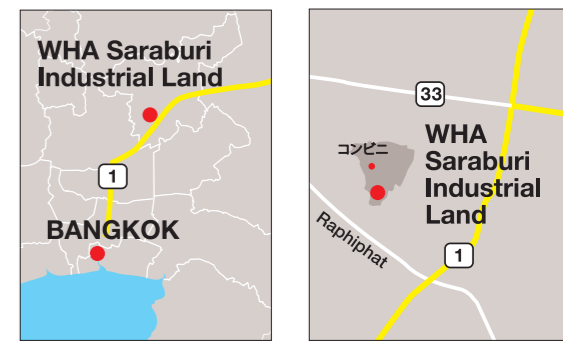 WHA Saraburi
Industrial Land
1
BANGKOK
33
コンビニ
WHA
Saraburi
Industrial
Land
Raphiphat
1